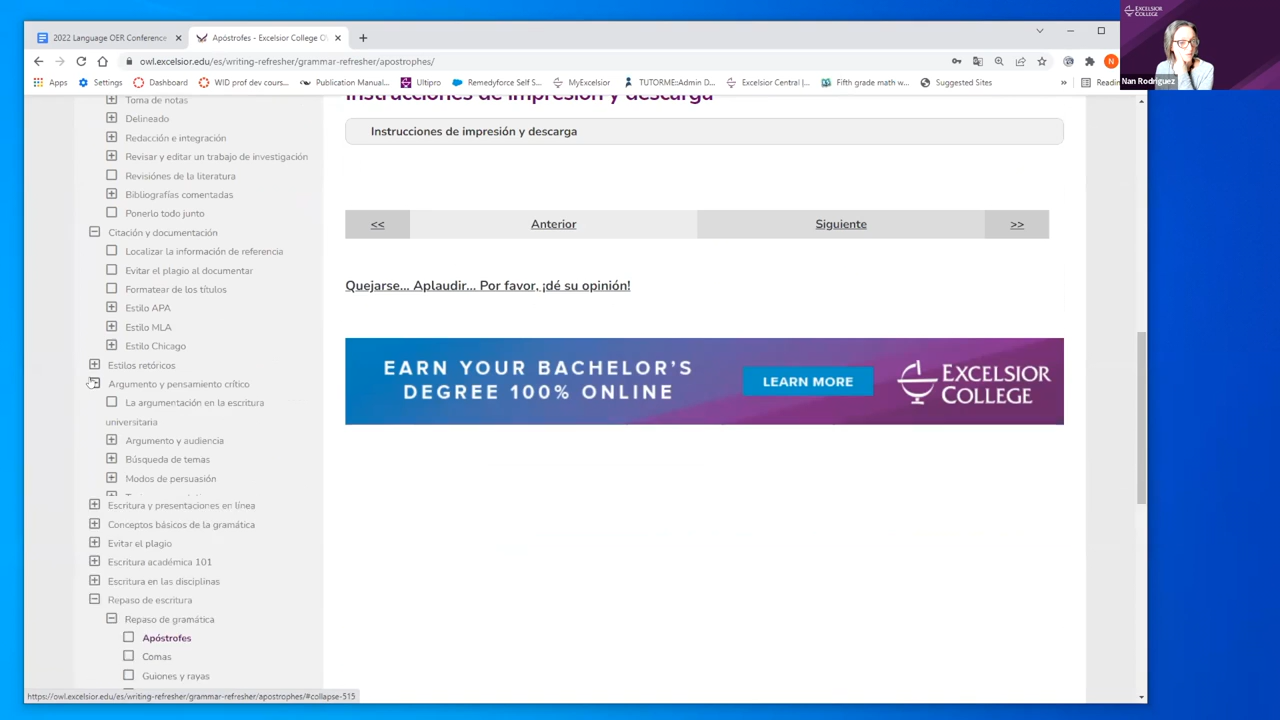 EXCELSIOR
COLLEGE
Nan Rodriguez
2022 Language OER Conference
Apóstrofes - Excelsior College O
owl.excelsior.edu/es/writing-refresher/grammar-refresher/apostrophes/
Apps
Settings
Dashboard
WID prof dev cours...
Publication Manual...
Ultipro
Remedyforce Self S...
MyExcelsior
TUTORME:Admin D...
Excelsior Central |...
Fifth grade math w...
Suggested Sites
»
Readin
Toma de notas
Delineado
Redacción e integración
Revisar y editar un trabajo de investigación
Revisiónes de la literatura
Bibliografías comentadas
Ponerlo todo junto
Citación y documentación
Localizar la información de referencia
Evitar el plagio al documentar
Formatear de los títulos
Estilo APA
Estilo MLA
Estilo Chicago
Estilos retóricos
Argumento y pensamiento crítico
La argumentación en la escritura
universitaria
Argumento y audiencia
Búsqueda de temas
Modos de persuasión
Escritura y presentaciones en línea
Conceptos básicos de la gramática
Evitar el plagio
Escritura académica 101
Escritura en las disciplinas
Repaso de escritura
Repaso de gramática
Apóstrofes
Comas
Guiones y rayas
Instrucciones de impresión y descarga
Instrucciones de impresión y descarga
<< Anterior Siguiente >>
Quejarse... Aplaudir... Por favor, ¡dé su opinión!
EARN YOUR BACHELOR'S
DEGREE 100% ONLINE
LEARN MORE
EXCELSIOR
COLLEGE
https://owl.excelsior.edu/es/writing-refresher/grammar-refresher/apostrophes/#collapse-515